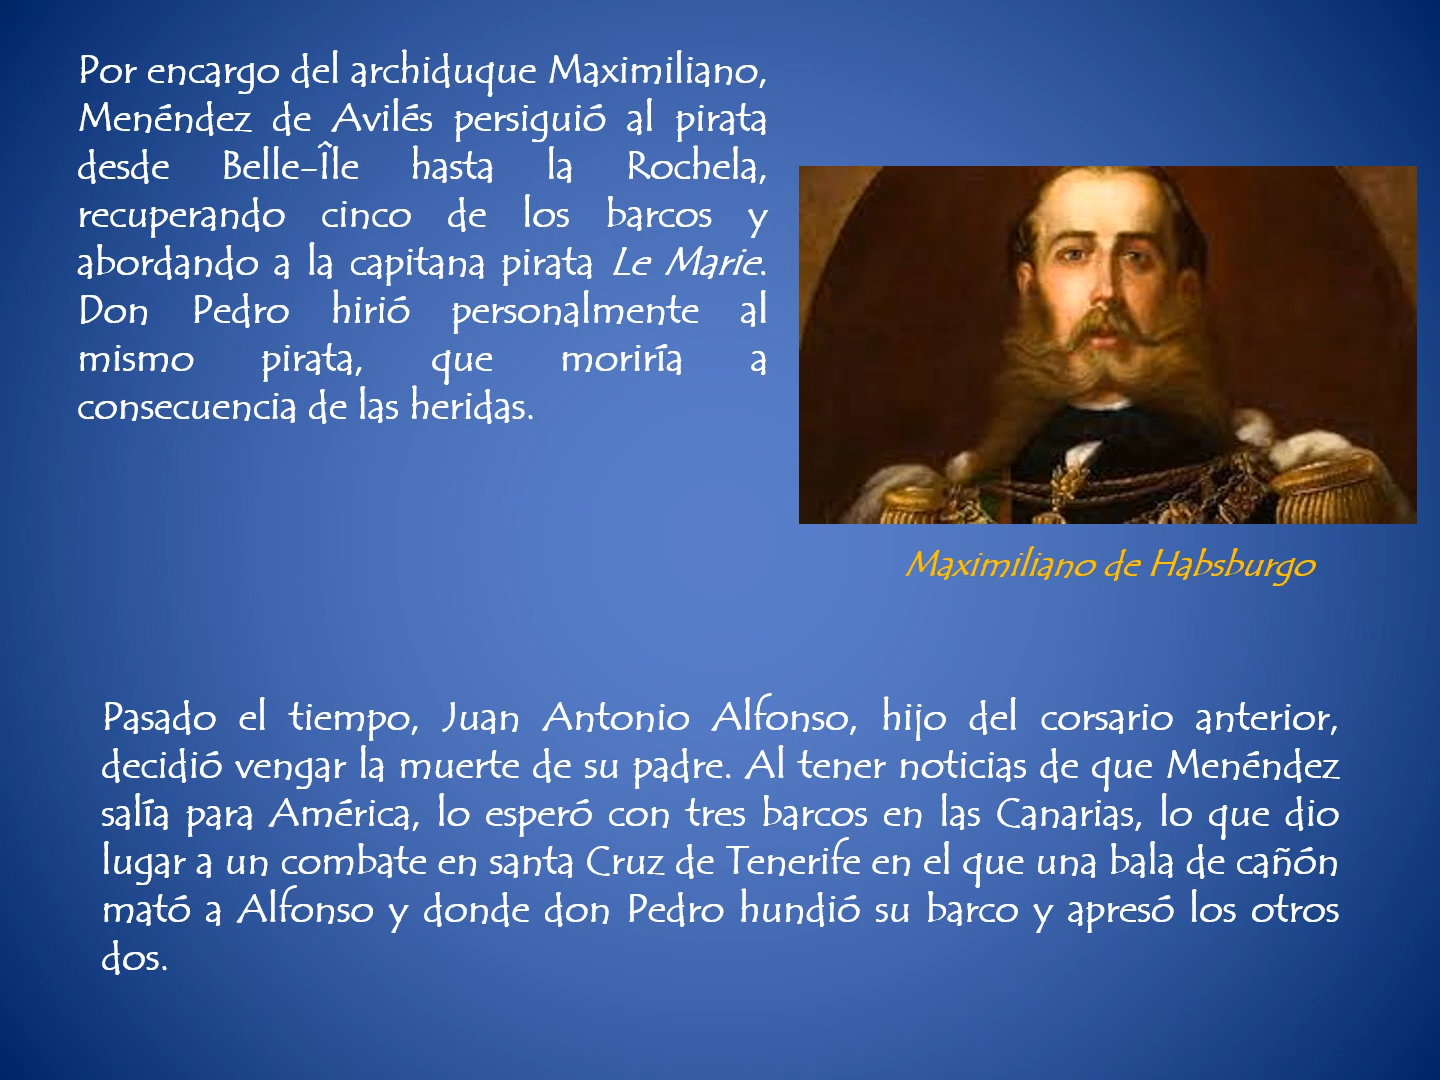 Por encargo del archiduque Maximiliano,
Menéndez de Avilés persiguió al pirata
desde Belle-Île hasta la Rochela,
recuperando cinco de los barcos y
abordando a la capitana pirata Le Marie.
Don Pedro hirió personalmente al
mismo pirata, que moriría a
consecuencia de las heridas.
Maximiliano de Habsburgo
Pasado el tiempo, Juan Antonio Alfonso, hijo del corsario anterior,
decidió vengar la muerte de su padre. Al tener noticias de que Menéndez
salía para América, lo esperó con tres barcos en las Canarias, lo que dio
lugar a un combate en santa Cruz de Tenerife en el que una bala de cañón
mató a Alfonso y donde don Pedro hundió su barco y apresó los otros
dos.